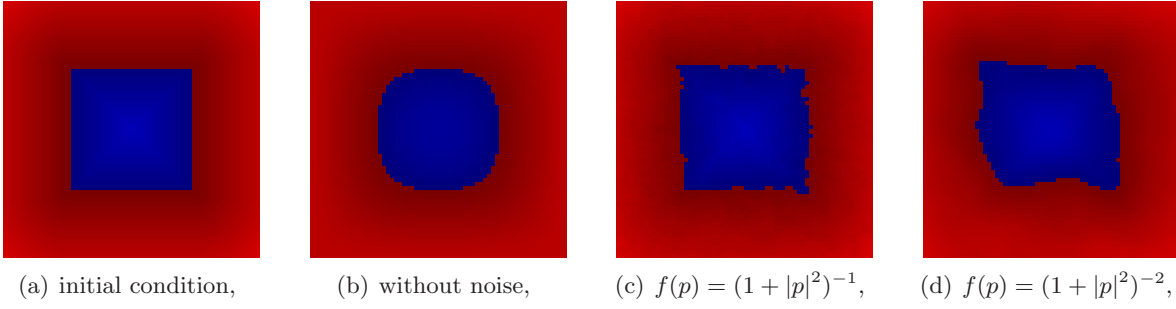 (a) initial condition, (b) without noise, (c) f(p) = (1 + |p|²)⁻¹, (d) f(p) = (1 + |p|²)⁻²,